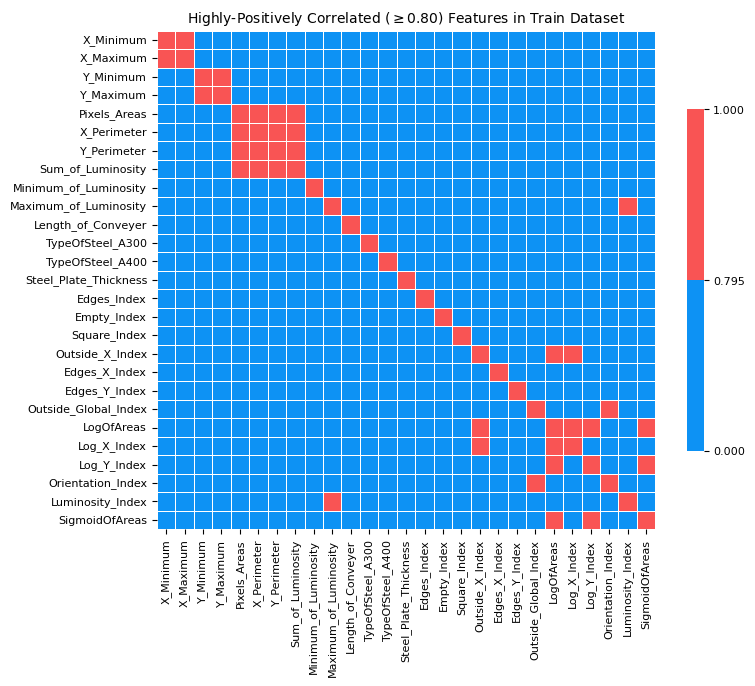 Highly-Positively Correlated (≥0.80) Features in Train Dataset
X_Minimum
X_Maximum
Y_Minimum
Y_Maximum
Pixels_Areas
X_Perimeter
Y_Perimeter
Sum_of_Luminosity
Minimum_of_Luminosity
Maximum_of_Luminosity
Length_of_Conveyer
TypeOfSteel_A300
TypeOfSteel_A400
Steel_Plate_Thickness
Edges_Index
Empty_Index
Square_Index
Outside_X_Index
Edges_X_Index
Edges_Y_Index
Outside_Global_Index
LogOfAreas
Log_X_Index
Log_Y_Index
Orientation_Index
Luminosity_Index
SigmoidOfAreas
X_Minimum
X_Maximum
Y_Minimum
Y_Maximum
Pixels_Areas
X_Perimeter
Y_Perimeter
Sum_of_Luminosity
Minimum_of_Luminosity
Maximum_of_Luminosity
Length_of_Conveyer
TypeOfSteel_A300
TypeOfSteel_A400
Steel_Plate_Thickness
Edges_Index
Empty_Index
Square_Index
Outside_X_Index
Edges_X_Index
Edges_Y_Index
Outside_Global_Index
LogOfAreas
Log_X_Index
Log_Y_Index
Orientation_Index
Luminosity_Index
SigmoidOfAreas
1.000
0.795
0.000